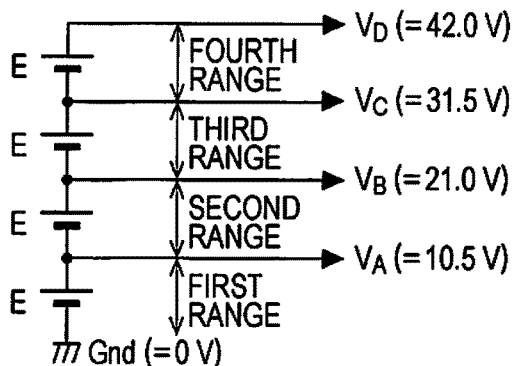 V_D (=42.0 V)
FOURTH
RANGE
E
V_C (=31.5 V)
THIRD
RANGE
E
V_B (=21.0 V)
SECOND
RANGE
E
V_A (=10.5 V)
FIRST
RANGE
E
Gnd (=0 V)